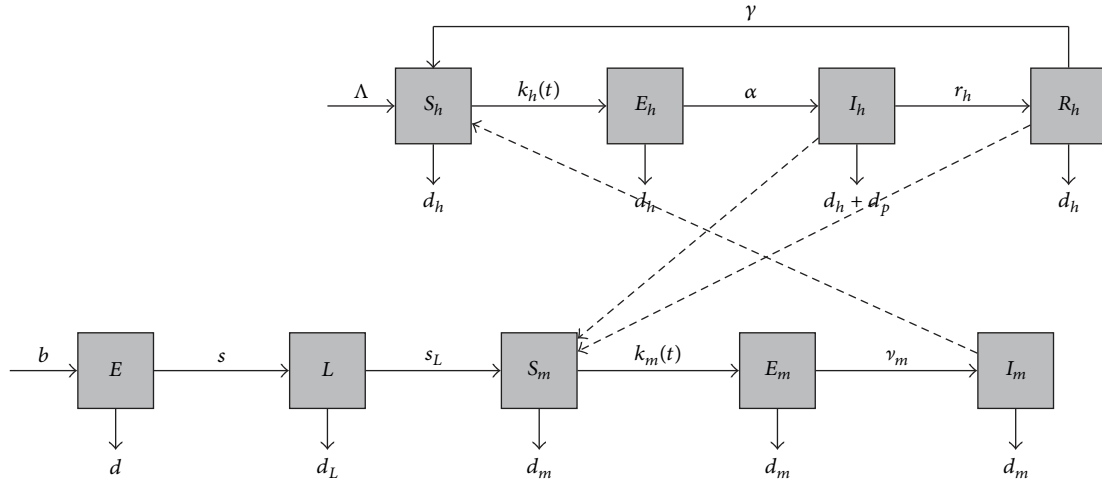 γ
Λ S_h k_h(t) E_h α I_h r_h R_h
d_h d_h d_h + d_p d_h
b E s L s_L S_m k_m(t) E_m ν_m I_m
d d_L d_m d_m d_m